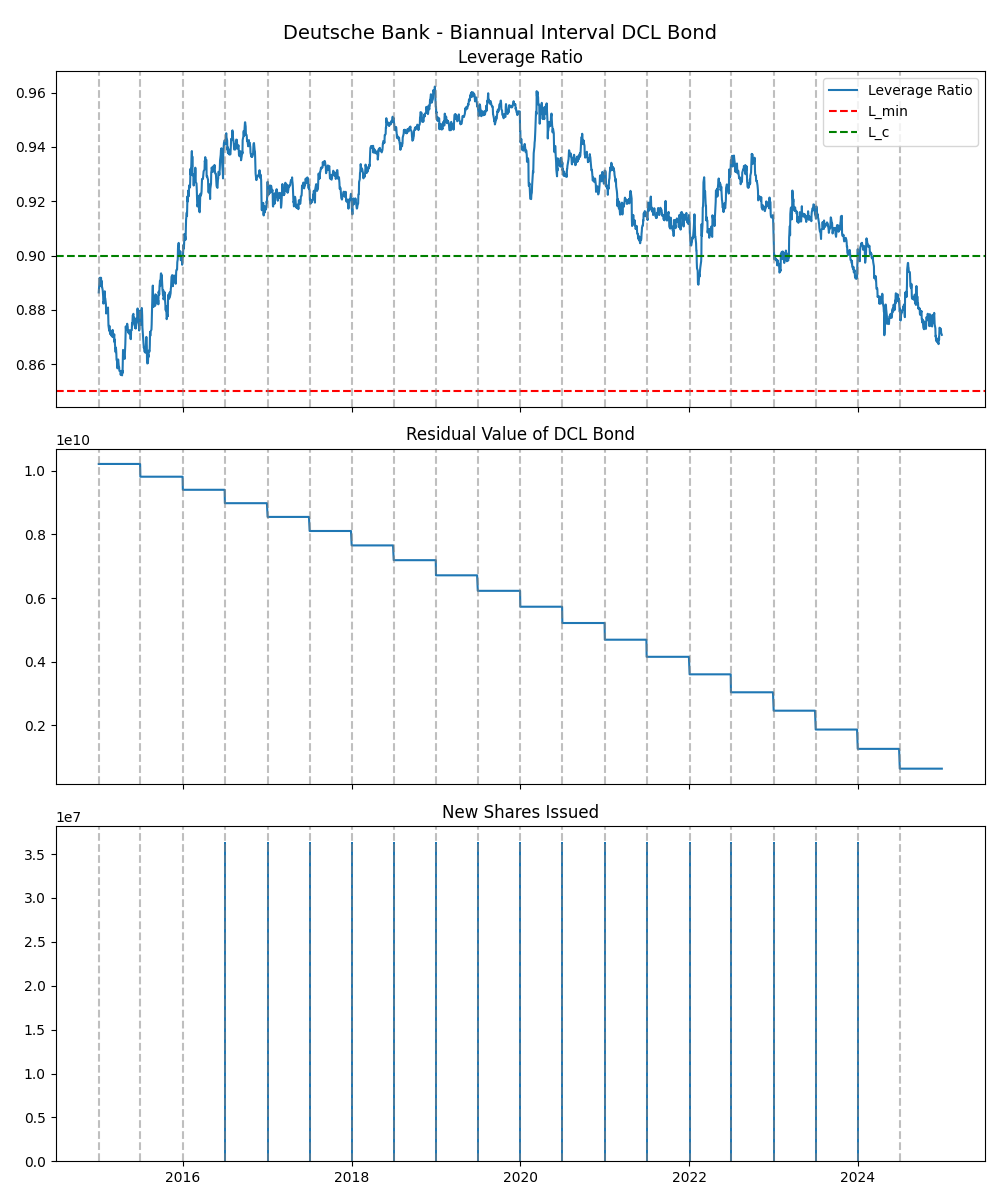 Deutsche Bank - Biannual Interval DCL Bond
Leverage Ratio
0.96
0.94
0.92
0.90
0.88
0.86
Leverage Ratio
L_min
L_c
Residual Value of DCL Bond
1e10
1.0
0.8
0.6
0.4
0.2
New Shares Issued
1e7
3.5
3.0
2.5
2.0
1.5
1.0
0.5
0.0
2016 2018 2020 2022 2024